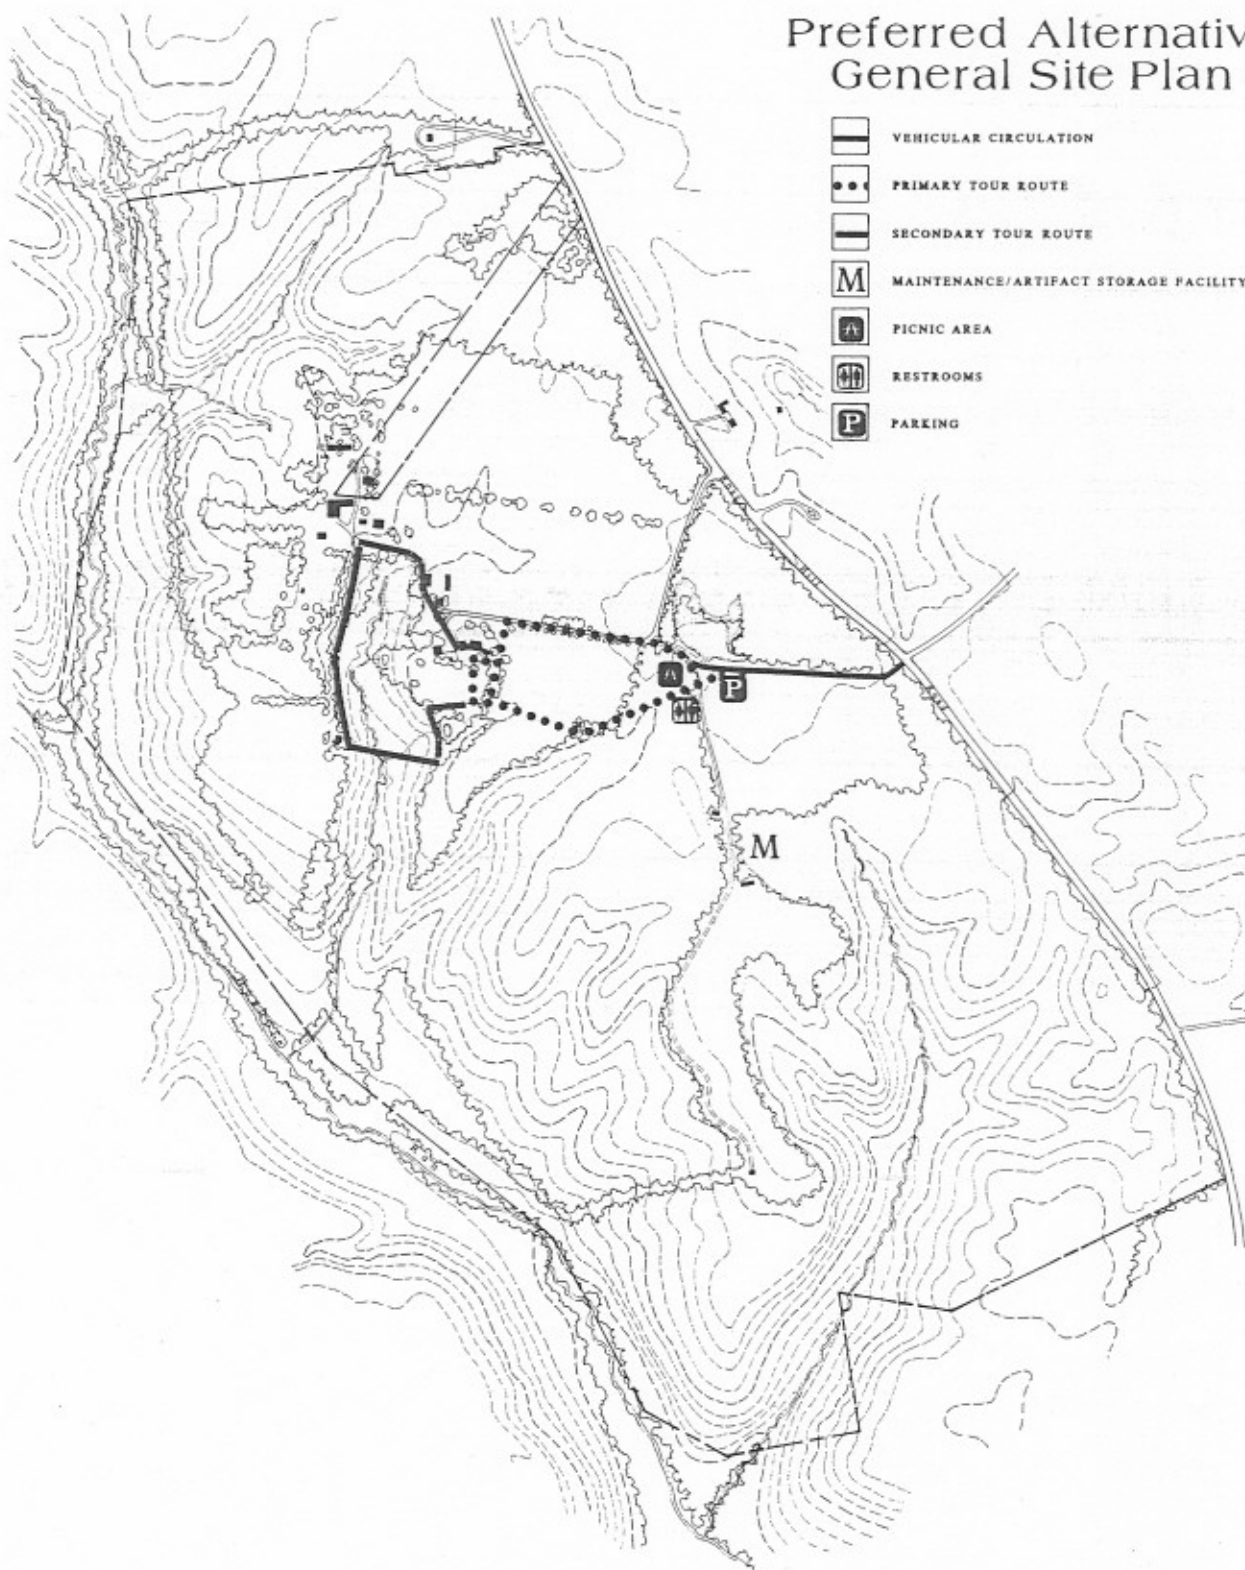 Preferred Alternativ
General Site Plan
VEHICULAR CIRCULATION
PRIMARY TOUR ROUTE
SECONDARY TOUR ROUTE
M MAINTENANCE/ARTIFACT STORAGE FACILITY
PICNIC AREA
RESTROOMS
P PARKING
P
M